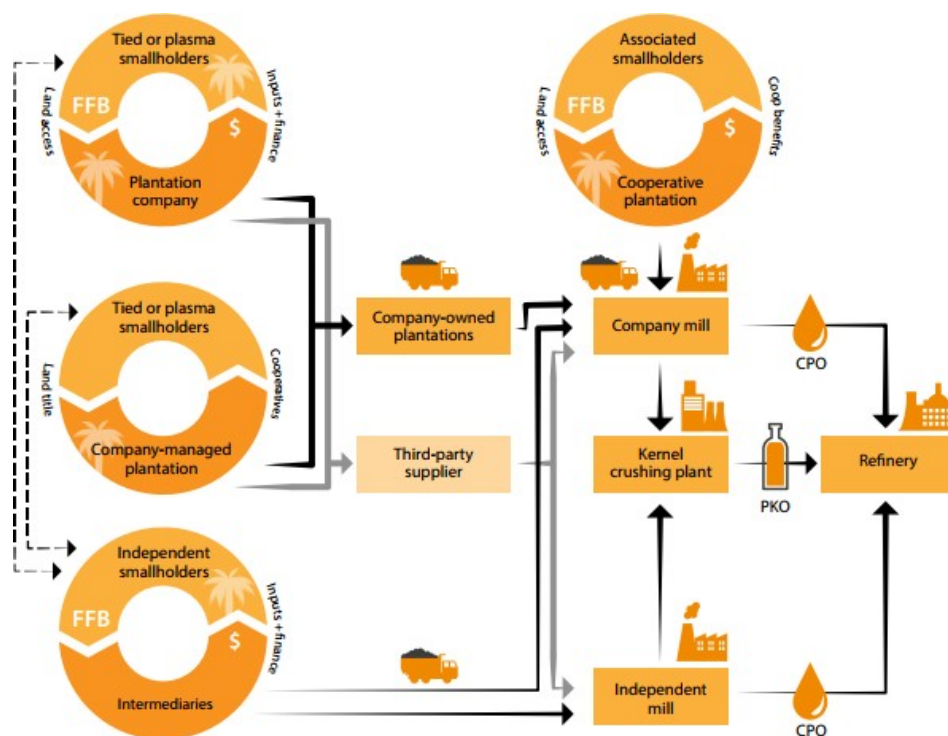 Tied or plasma
smallholders
FFB
$
Land access
Inputs + finance
Plantation
company
Associated
smallholders
FFB
$
Land access
Coop benefits
Cooperative
plantation
Tied or plasma
smallholders
Land title
Cooperatives
Company-managed
plantation
Company-owned
plantations
Company mill
CPO
Third-party
supplier
Kernel
crushing plant
PKO
Refinery
Independent
smallholders
FFB
$
Inputs + finance
Intermediaries
Independent
mill
CPO